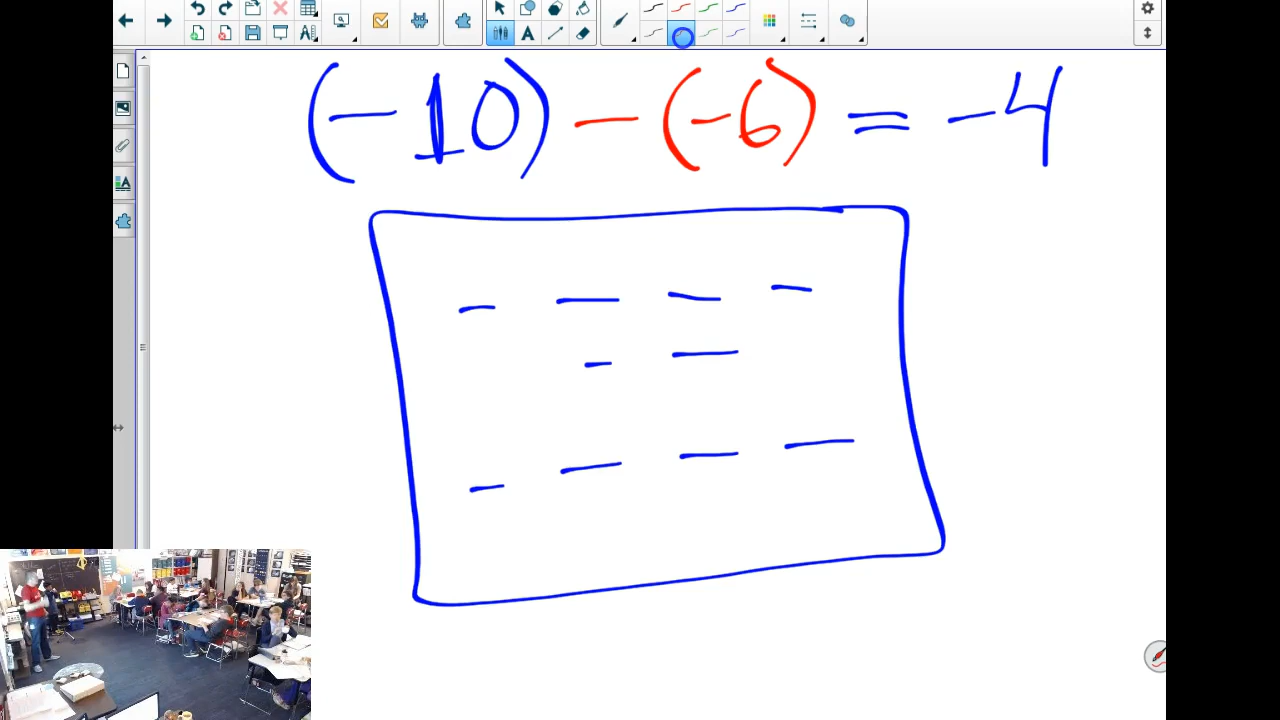 (-10) - (-6) = -4
- - - -
- -
- - - -